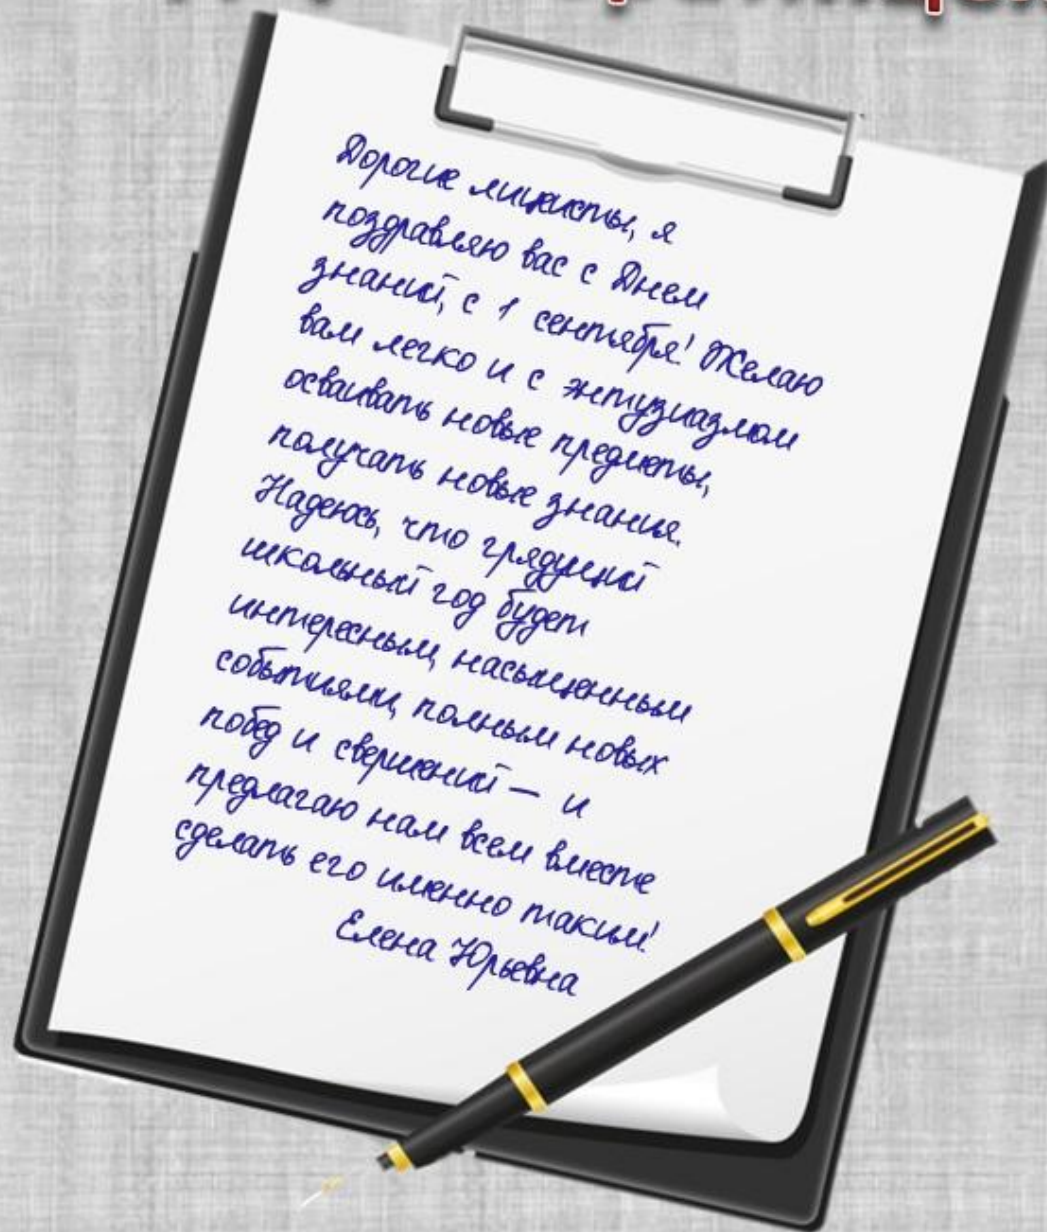 Дорогие лицеисты, я
поздравляю вас с Днем
знаний, с 1 сентября! Желаю
вам легко и с энтузиазмом
осваивать новые предметы,
получать новые знания.
Надеюсь, что грядущий
школьный год будет
интересным, насыщенным
событиями, полным новых
побед и свершений — и
предлагаю нам всем вместе
сделать его именно таким!
Елена Юрьевна